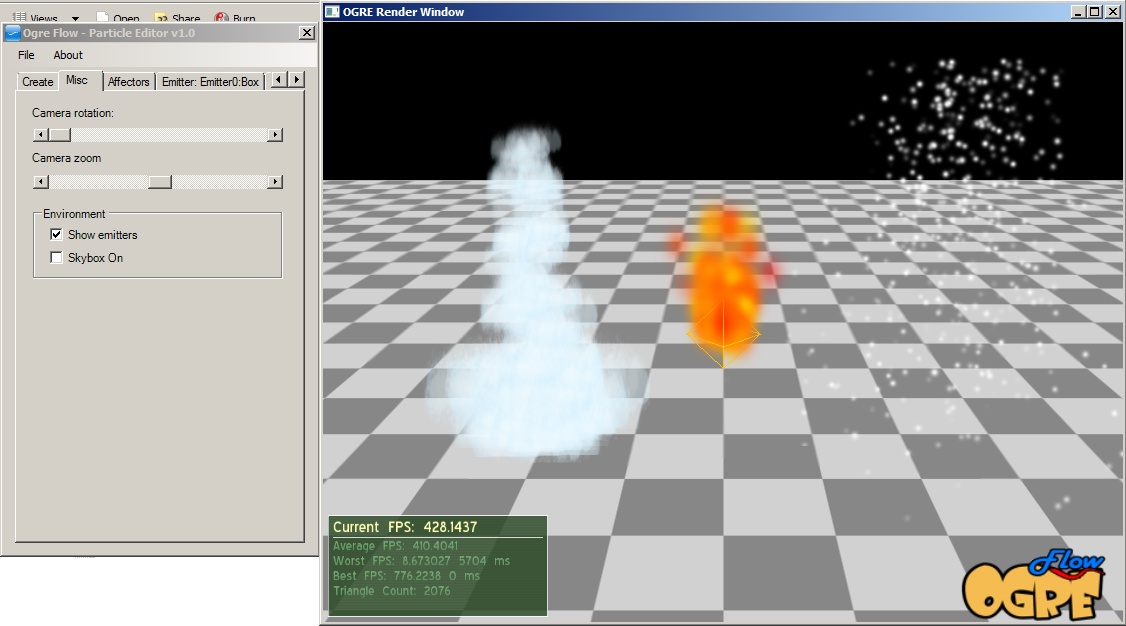 Views Open Share Burn
Ogre Flow - Particle Editor v1.0
File About
Create Misc Affectors Emitter: Emitter0:Box
Camera rotation:
Camera zoom
Environment
Show emitters
Skybox On
OGRE Render Window
Current FPS: 428.1437
Average FPS: 410.4041
Worst FPS: 8.673027 5704 ms
Best FPS: 776.2238 0 ms
Triangle Count: 2076
Flow
OGRE